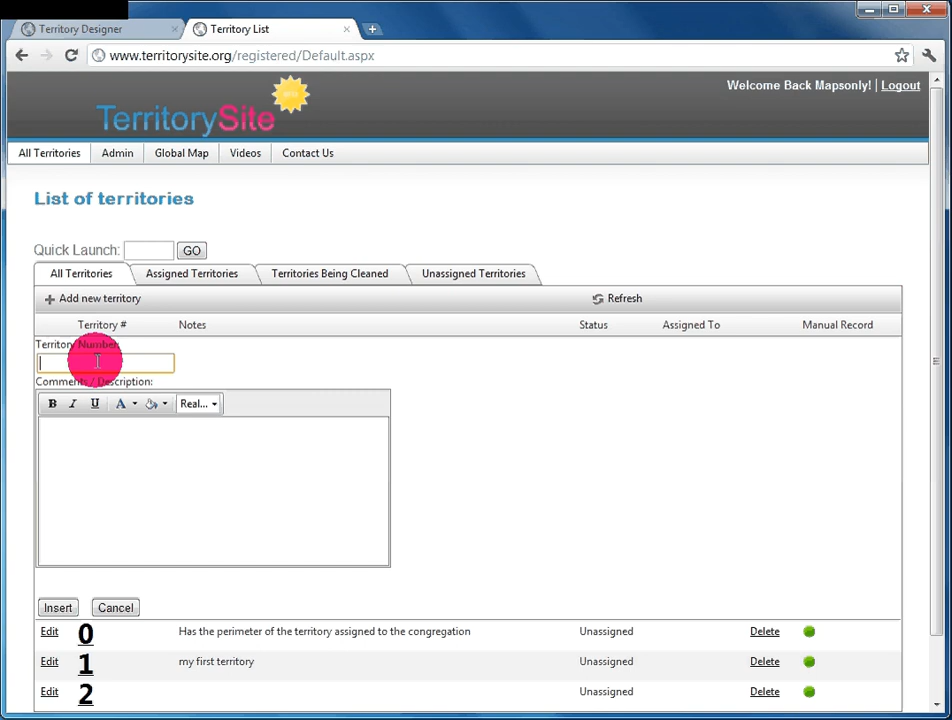 Territory Designer
Territory List
www.territorysite.org/registered/Default.aspx
Welcome Back Mapsonly! | Logout
TerritorySite
All Territories Admin Global Map Videos Contact Us
List of territories
Quick Launch: GO
All Territories Assigned Territories Territories Being Cleaned Unassigned Territories
Add new territory Refresh
Territory # Notes Status Assigned To Manual Record
Territory Number:
Comments / Description:
B I U A Real...
Insert Cancel
Edit 0 Has the perimeter of the territory assigned to the congregation Unassigned Delete
Edit 1 my first territory Unassigned Delete
Edit 2 Unassigned Delete